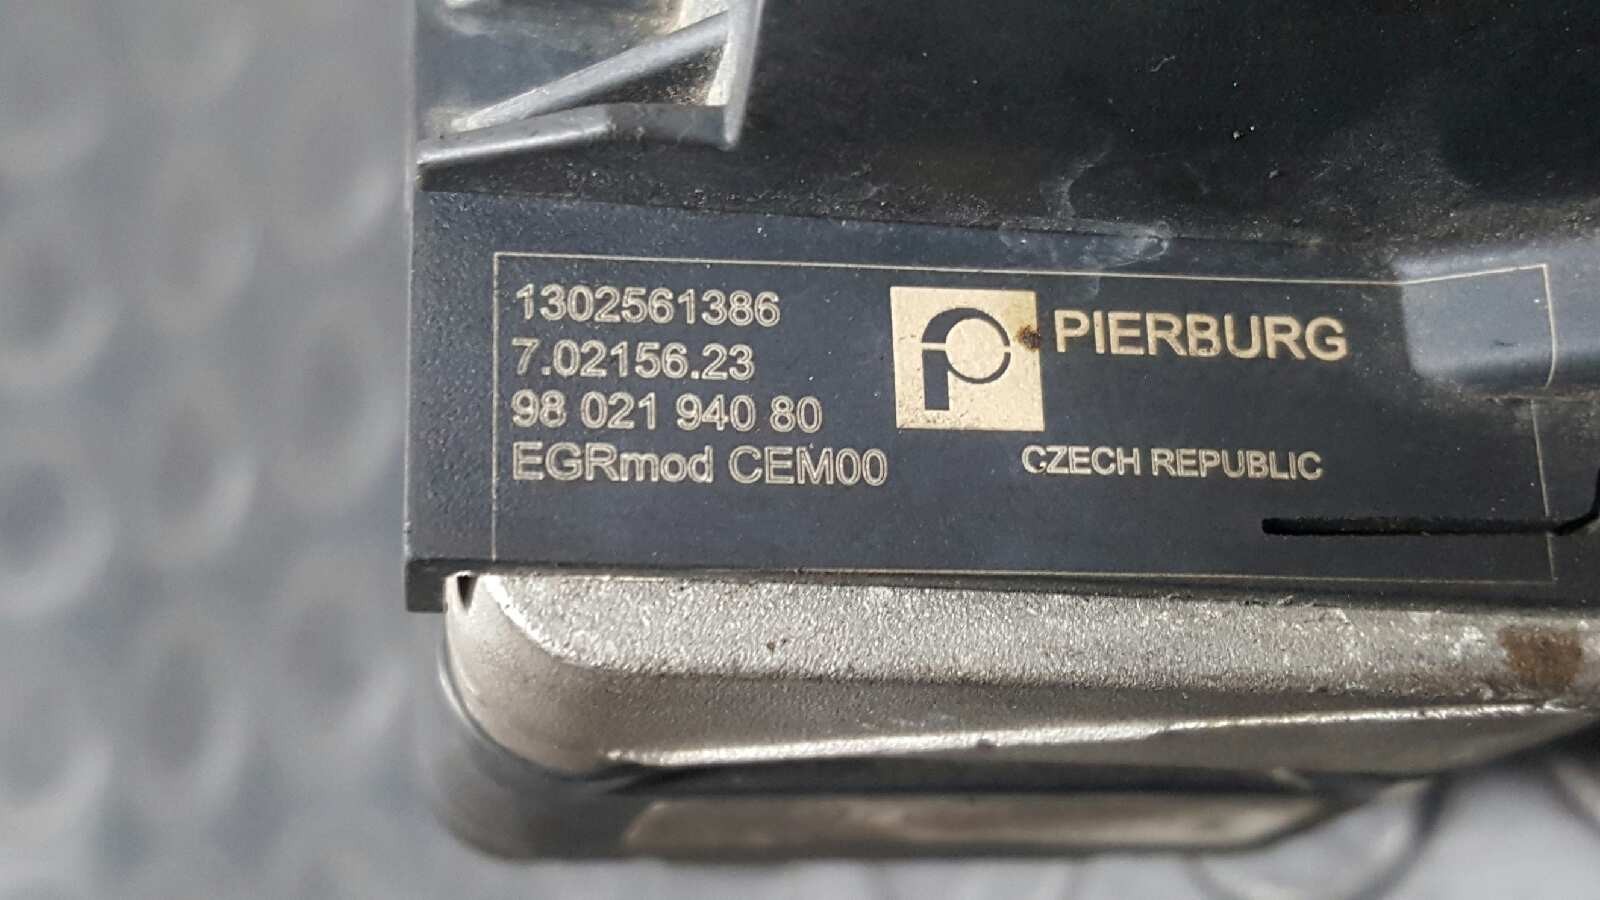 1302561386
7.02156.23
98 021 940 80
EGRmod CEM00
PIERBURG
CZECH REPUBLIC